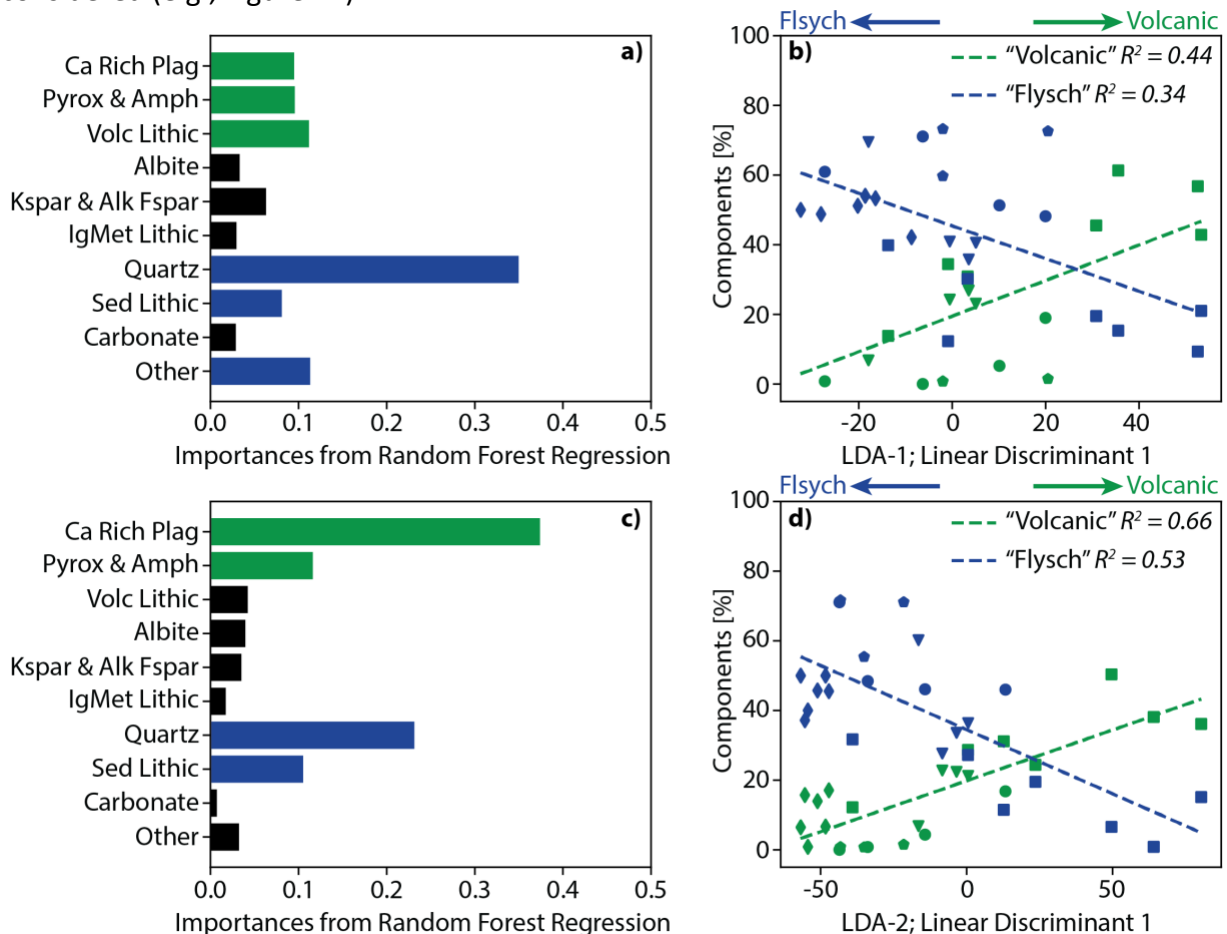 Flsych Volcanic
a)
Ca Rich Plag
Pyrox & Amph
Volc Lithic
Albite
Kspar & Alk Fspar
IgMet Lithic
Quartz
Sed Lithic
Carbonate
Other
0.0 0.1 0.2 0.3 0.4 0.5
Importances from Random Forest Regression
b)
"Volcanic" R² = 0.44
"Flysch" R² = 0.34
Components [%]
100
80
60
40
20
0
-20 0 20 40
LDA-1; Linear Discriminant 1
Flsych Volcanic
c)
Ca Rich Plag
Pyrox & Amph
Volc Lithic
Albite
Kspar & Alk Fspar
IgMet Lithic
Quartz
Sed Lithic
Carbonate
Other
0.0 0.1 0.2 0.3 0.4 0.5
Importances from Random Forest Regression
d)
"Volcanic" R² = 0.66
"Flysch" R² = 0.53
Components [%]
100
80
60
40
20
0
-50 0 50
LDA-2; Linear Discriminant 1